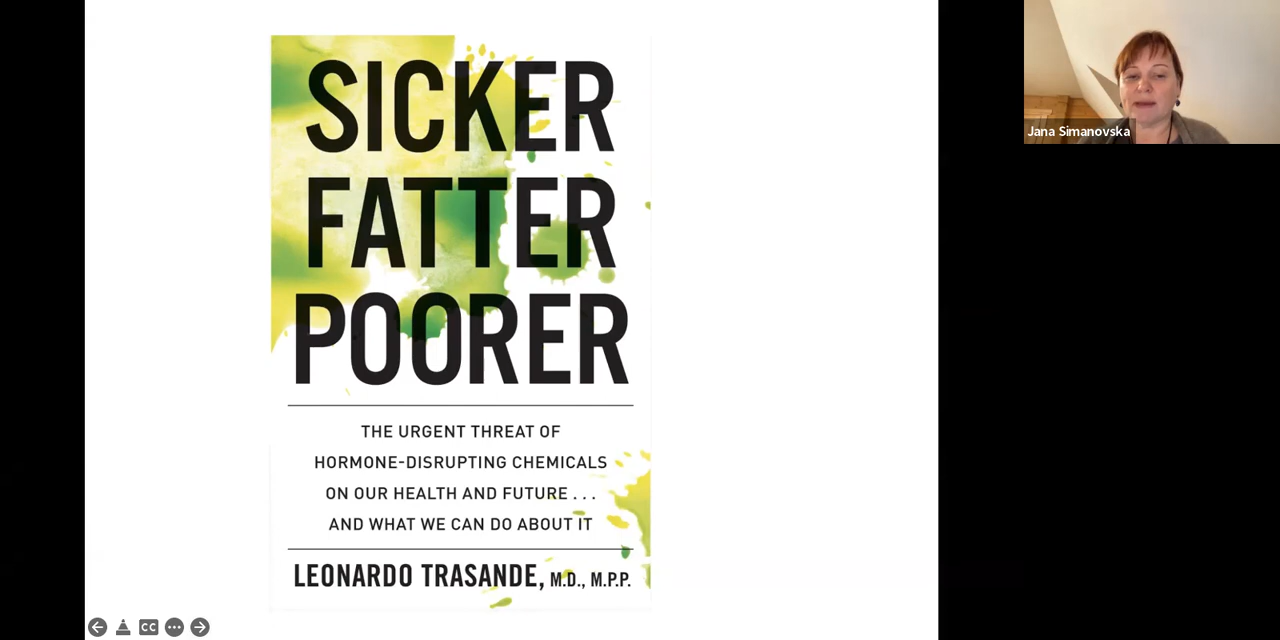 SICKER
FATTER
POORER
THE URGENT THREAT OF
HORMONE-DISRUPTING CHEMICALS
ON OUR HEALTH AND FUTURE . . .
AND WHAT WE CAN DO ABOUT IT
LEONARDO TRASANDE, M.D., M.P.P.
Jana Simanovska
CC